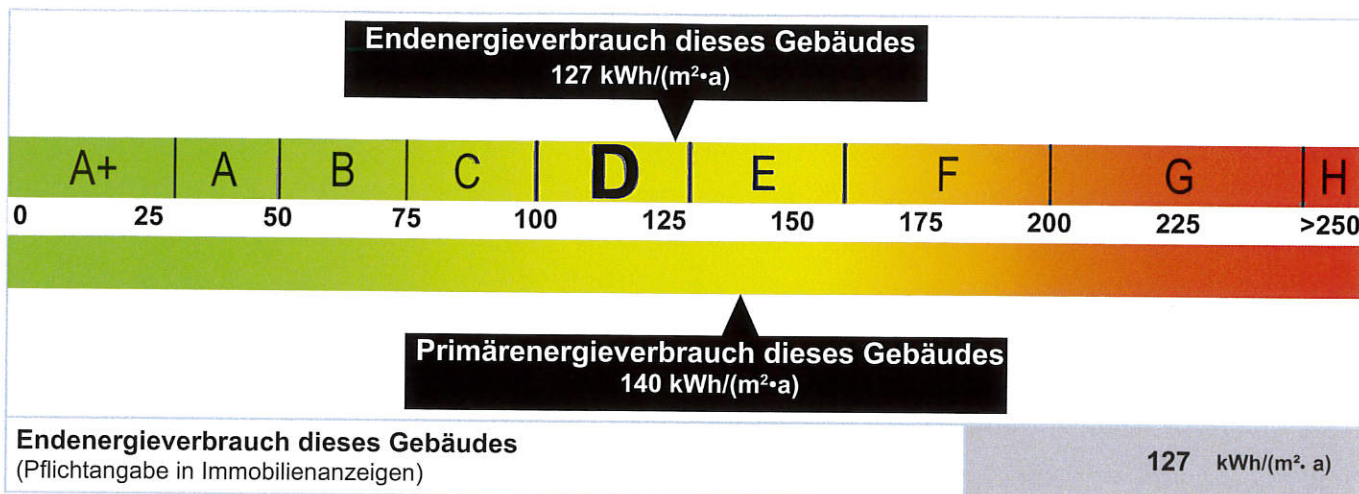 Endenergieverbrauch dieses Gebäudes
127 kWh/(m²•a)
A+ A B C D E F G H
0 25 50 75 100 125 150 175 200 225 >250
Primärenergieverbrauch dieses Gebäudes
140 kWh/(m²•a)
Endenergieverbrauch dieses Gebäudes
(Pflichtangabe in Immobilienanzeigen)
127 kWh/(m²• a)